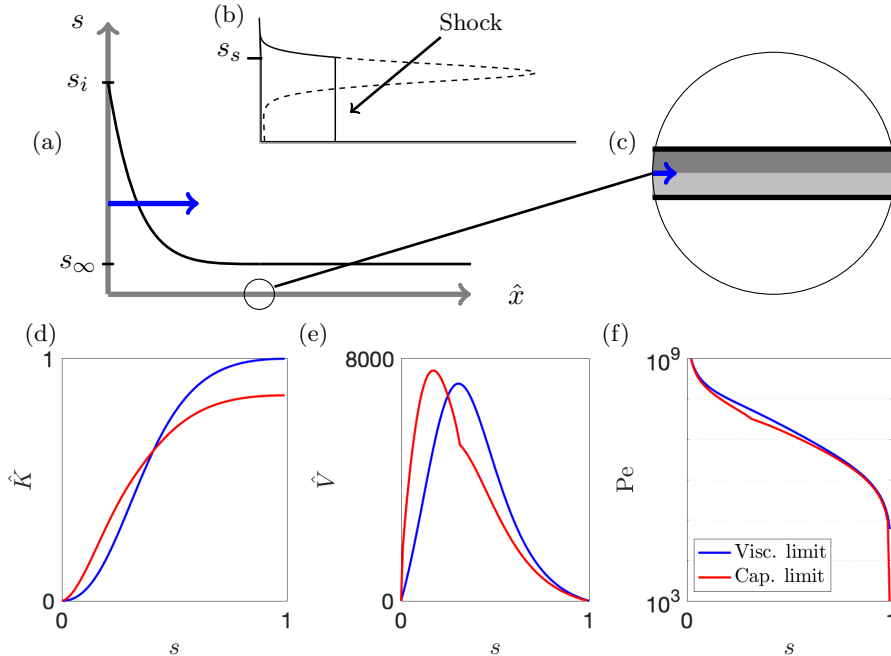 s
s_i
(a)
s_∞
x̂
(b)
s_s
Shock
(c)
(d)
1
K̂
0
0
1
s
(e)
8000
V̂
0
0
1
s
(f)
10^9
Pe
10^3
Visc. limit
Cap. limit
0
1
s